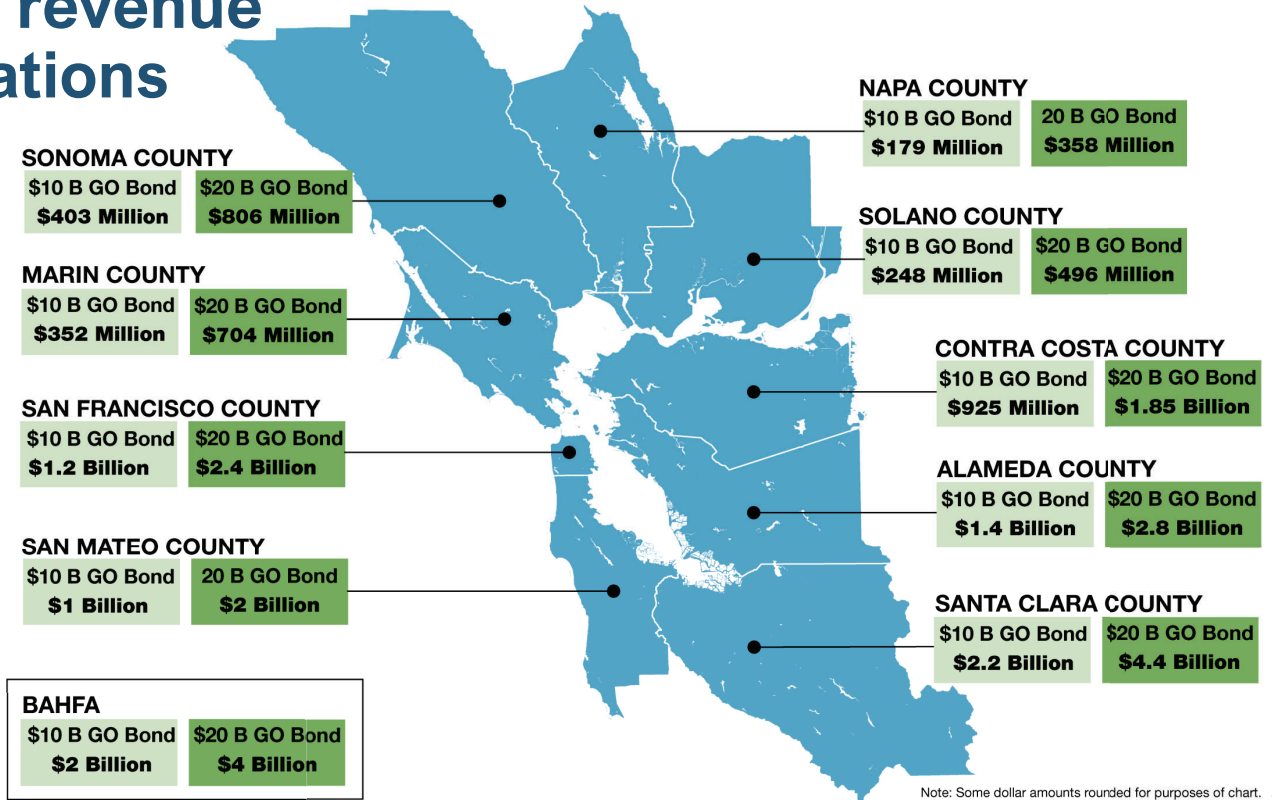 revenue
ations
SONOMA COUNTY
$10 B GO Bond
$403 Million
$20 B GO Bond
$806 Million
MARIN COUNTY
$10 B GO Bond
$352 Million
$20 B GO Bond
$704 Million
SAN FRANCISCO COUNTY
$10 B GO Bond
$1.2 Billion
$20 B GO Bond
$2.4 Billion
SAN MATEO COUNTY
$10 B GO Bond
$1 Billion
20 B GO Bond
$2 Billion
BAHFA
$10 B GO Bond
$2 Billion
$20 B GO Bond
$4 Billion
NAPA COUNTY
$10 B GO Bond
$179 Million
20 B GO Bond
$358 Million
SOLANO COUNTY
$10 B GO Bond
$248 Million
$20 B GO Bond
$496 Million
CONTRA COSTA COUNTY
$10 B GO Bond
$925 Million
$20 B GO Bond
$1.85 Billion
ALAMEDA COUNTY
$10 B GO Bond
$1.4 Billion
$20 B GO Bond
$2.8 Billion
SANTA CLARA COUNTY
$10 B GO Bond
$2.2 Billion
$20 B GO Bond
$4.4 Billion
Note: Some dollar amounts rounded for purposes of chart.